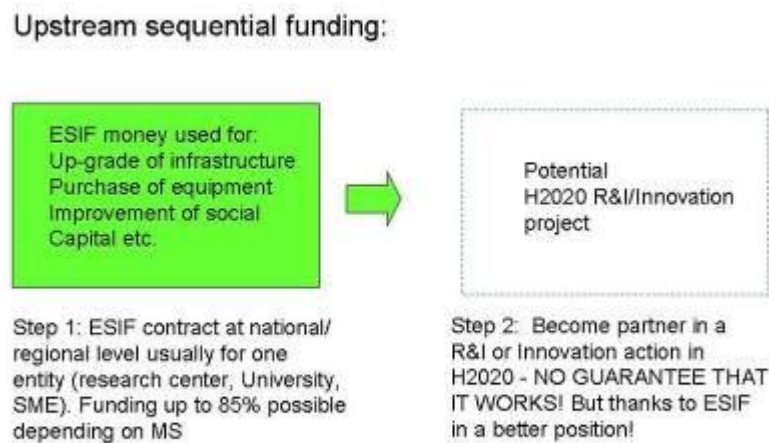 Upstream sequential funding:
ESIF money used for:
Up-grade of infrastructure
Purchase of equipment
Improvement of social
Capital etc.
Potential
H2020 R&I/Innovation
project
Step 1: ESIF contract at national/
regional level usually for one
entity (research center, University,
SME). Funding up to 85% possible
depending on MS
Step 2:  Become partner in a
R&I or Innovation action in
H2020 - NO GUARANTEE THAT
IT WORKS! But thanks to ESIF
in a better position!